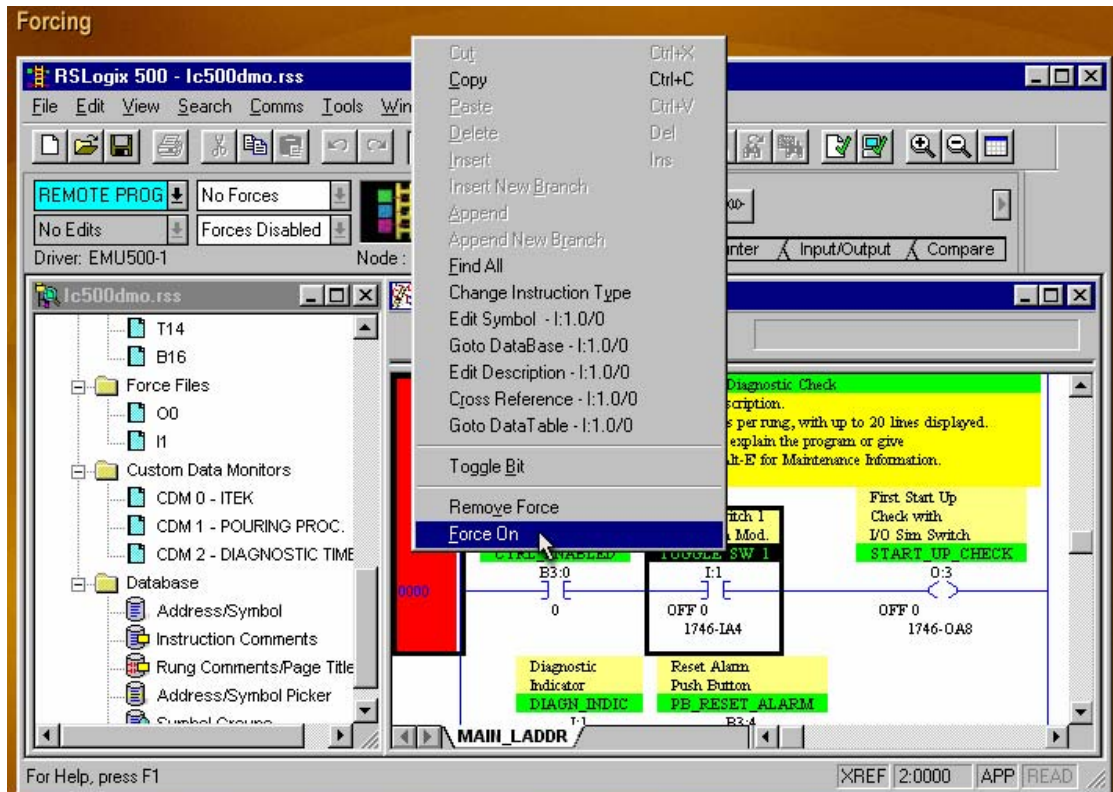 Forcing
RSLogix 500 - lc500dmo.rss
File Edit View Search Comms Tools Win
REMOTE PROG No Forces
No Edits Forces Disabled
Driver: EMU500-1 Node :
Input/Output Compare
Cut Ctrl+X
Copy Ctrl+C
Paste Ctrl+V
Delete Del
Insert Ins
Insert New Branch
Append
Append New Branch
Find All
Change Instruction Type
Edit Symbol - I:1.0/0
Goto DataBase - I:1.0/0
Edit Description - I:1.0/0
Cross Reference - I:1.0/0
Goto DataTable - I:1.0/0
Toggle Bit
Remove Force
Force On
lc500dmo.rss
T14
B16
Force Files
O0
I1
Custom Data Monitors
CDM 0 - ITEK
CDM 1 - POURING PROC.
CDM 2 - DIAGNOSTIC TIME
Database
Address/Symbol
Instruction Comments
Rung Comments/Page Title
Address/Symbol Picker
Symbol Groups
Diagnostic Check
scription.
s per rung, with up to 20 lines displayed.
explain the program or give
lt-E' for Maintenance Information.
First Start Up
Check with
I/O Sim Switch
START_UP_CHECK
itch 1
Mod.
CTRL_ENABLED TOGGLE SW 1
B3:0 I:1 O:3
0000
0 OFF 0 OFF 0
1746-IA4 1746-OA8
Diagnostic Reset Alarm
Indicator Push Button
DIAGN_INDIC PB_RESET_ALARM
I:1 B3:4
MAIN_LADDR
For Help, press F1 XREF 2:0000 APP READ